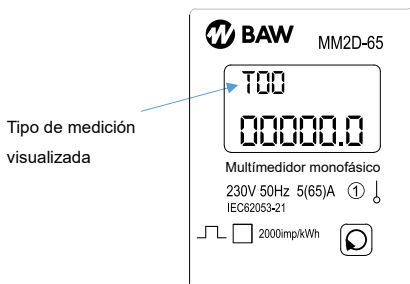 BAW
MM2D-65
T00
00000.0
Tipo de medición
visualizada
Multímedidor monofásico
230V 50Hz 5(65)A ①
IEC62053-21
2000imp/kWh